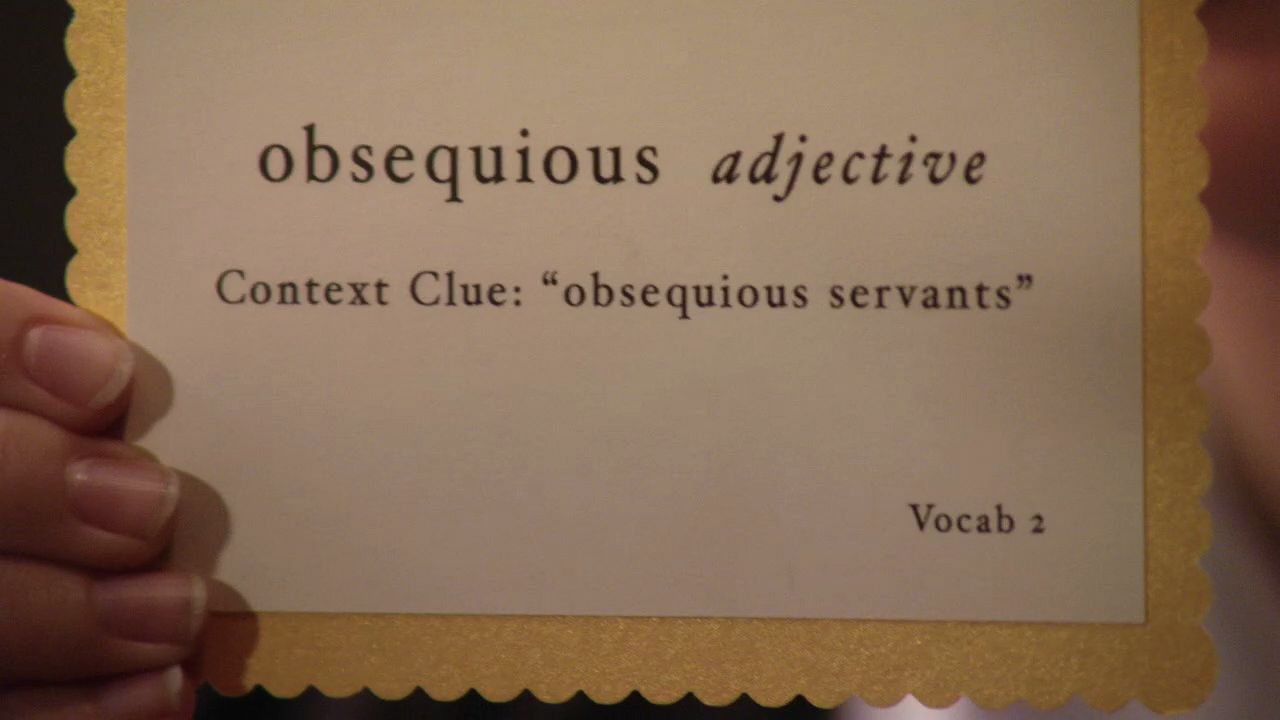 obsequious adjective
Context Clue: “obsequious servants”
Vocab 2